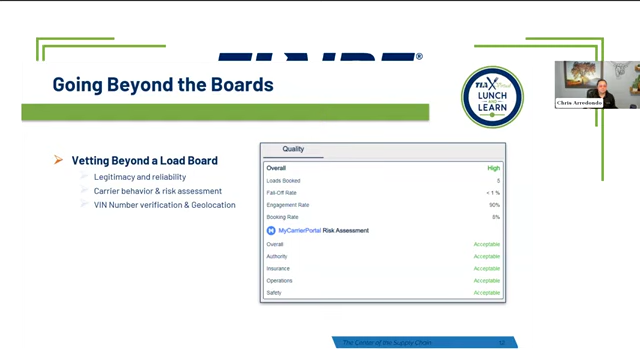 Going Beyond the Boards
TIA
LUNCH
AND
LEARN
Chris Arredondo
Vetting Beyond a Load Board
Legitimacy and reliability
Carrier behavior & risk assessment
VIN Number verification & Geolocation
Quality
Overall High
Loads Booked 5
Fall-Off Rate < 1 %
Engagement Rate 90%
Booking Rate 8%
MyCarrierPortal Risk Assessment
Overall Acceptable
Authority Acceptable
Insurance Acceptable
Operations Acceptable
Safety Acceptable
The Center of the Supply Chain